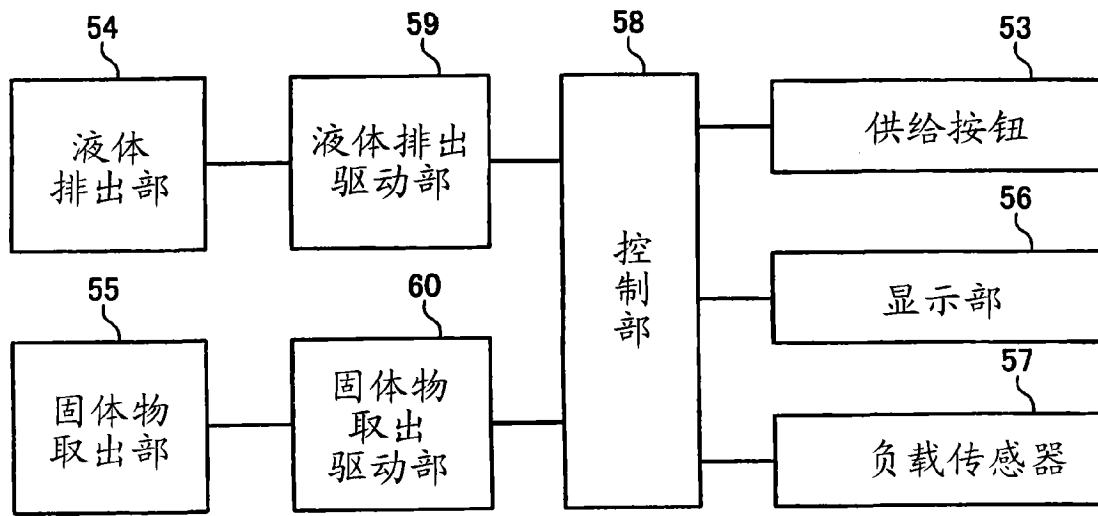 54
59
58
53
液体
排出部
液体排出
驱动部
控
制
部
供给按钮
56
显示部
55
60
固体物
取出部
固体物
取出
驱动部
57
负载传感器